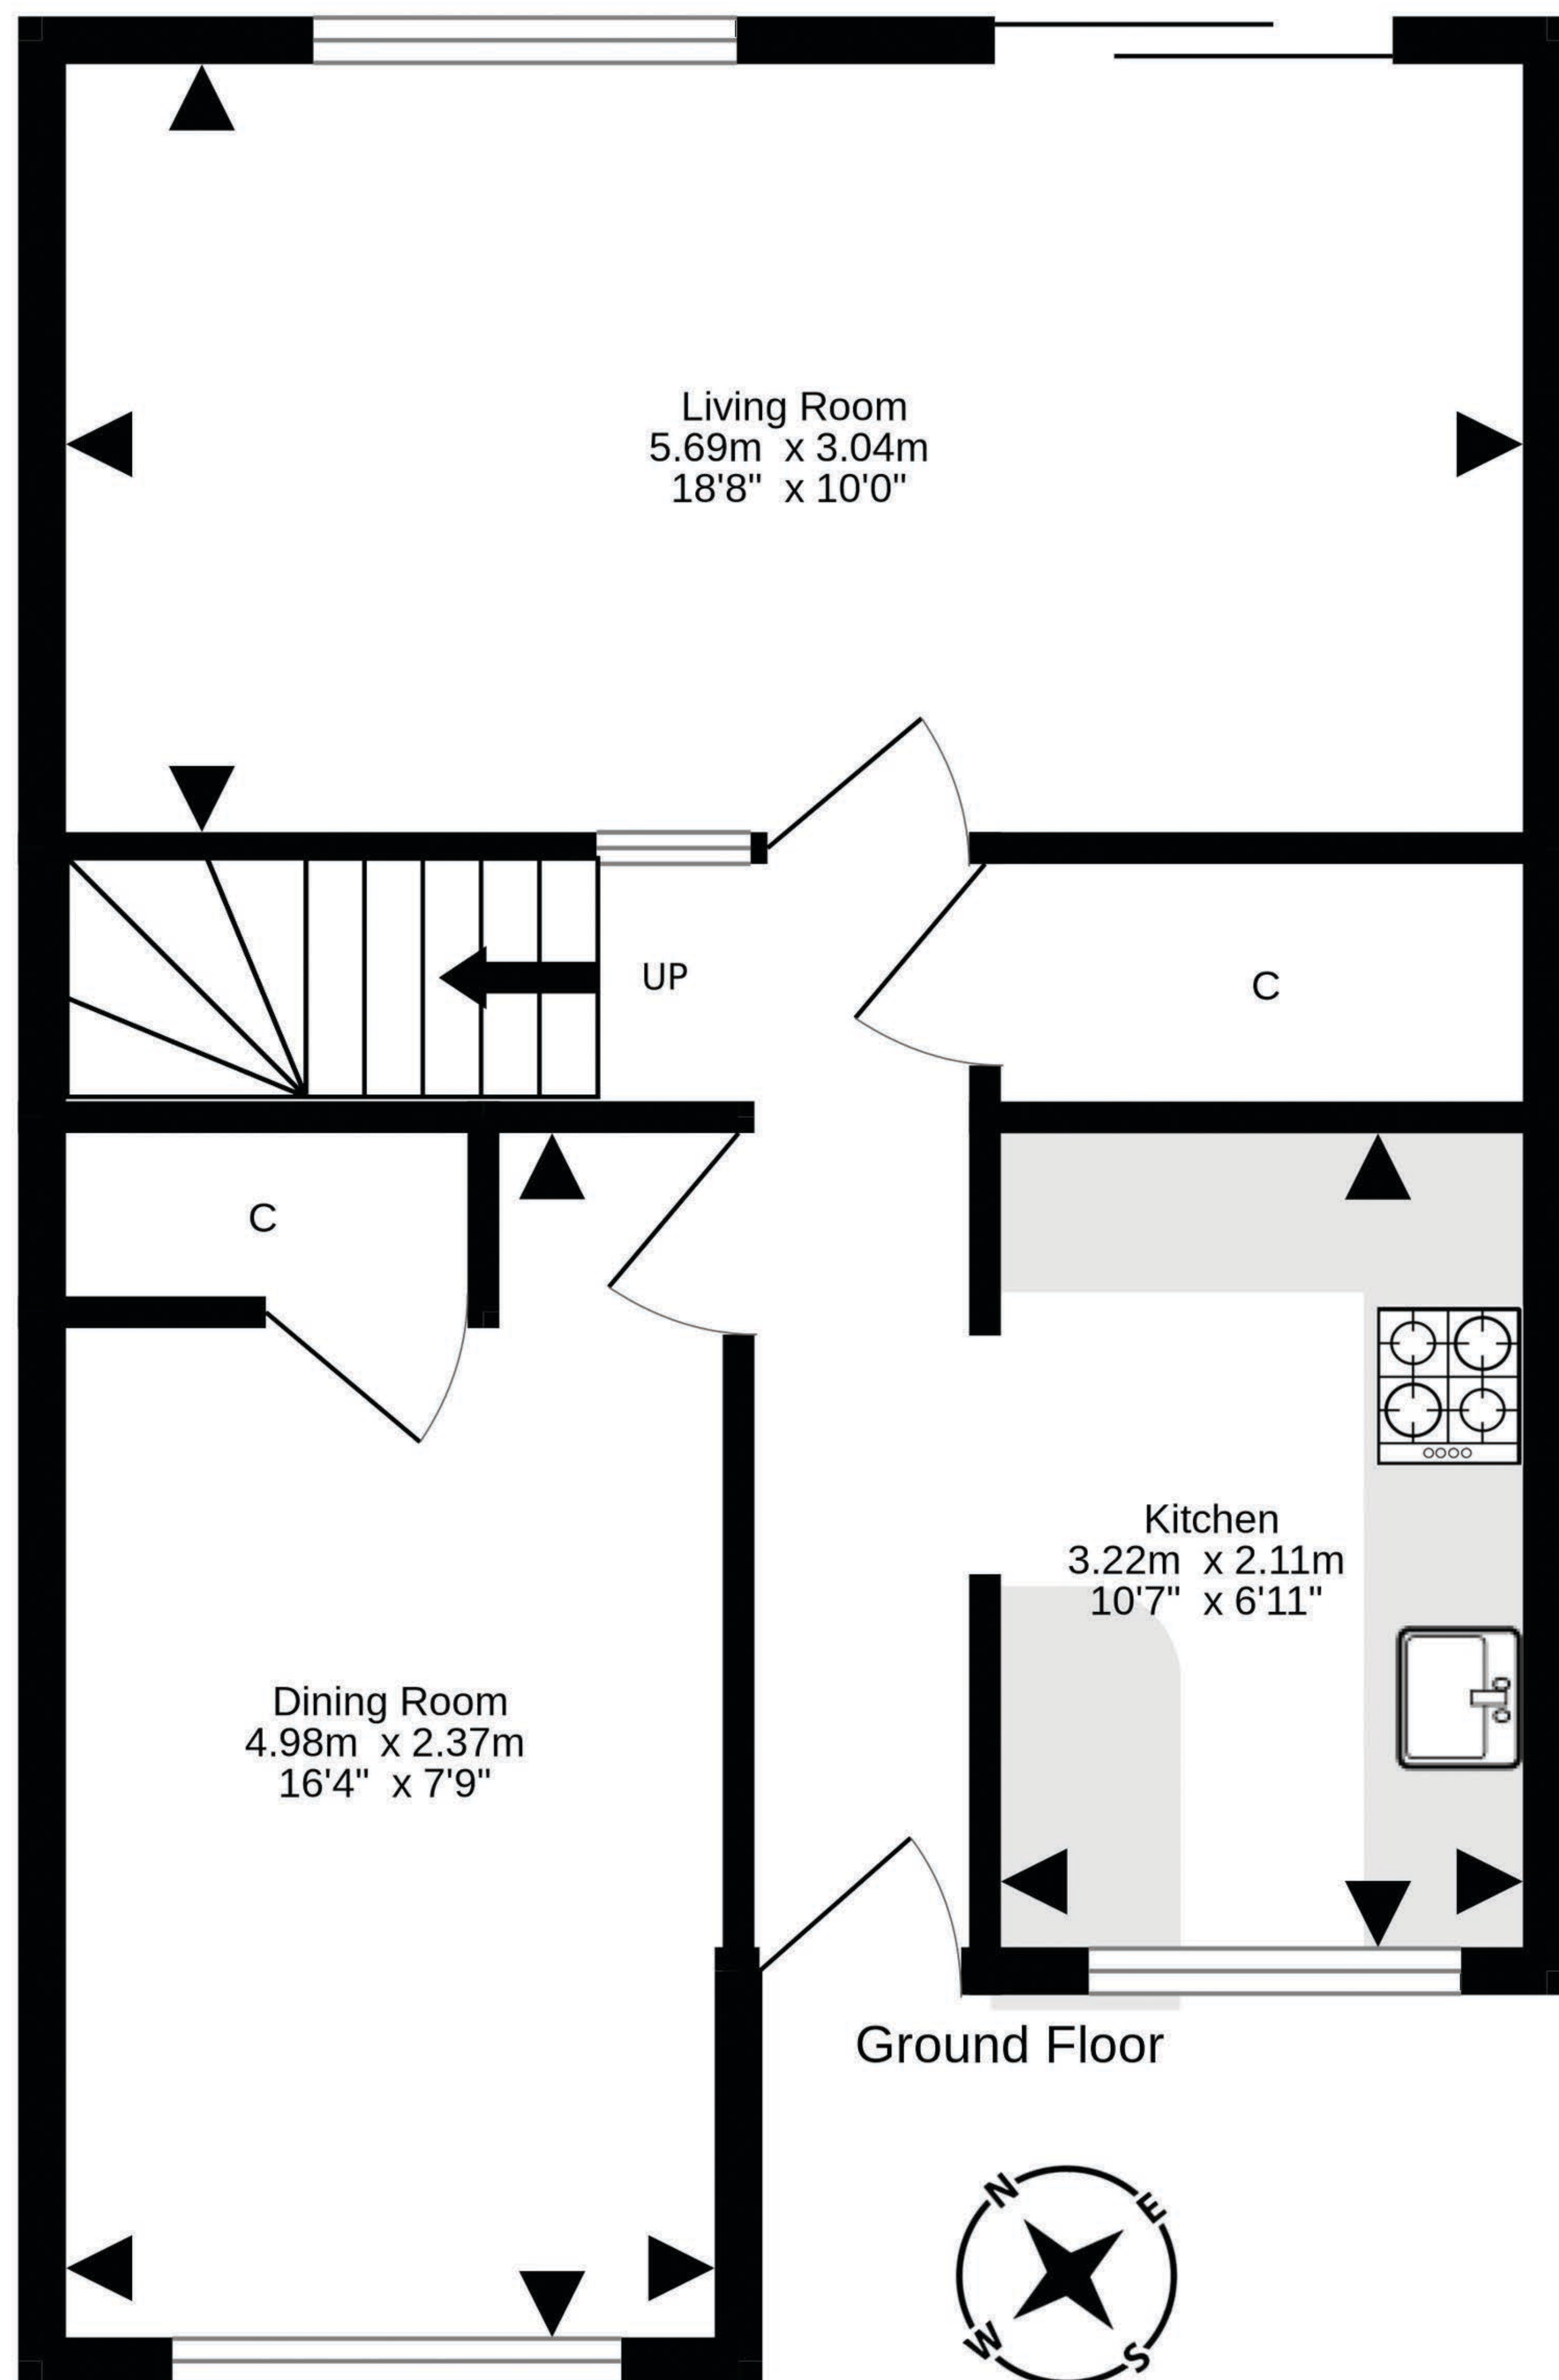 Living Room
5.69m x 3.04m
18'8" x 10'0"
UP
C
C
Kitchen
3.22m x 2.11m
10'7" x 6'11"
Dining Room
4.98m x 2.37m
16'4" x 7'9"
Ground Floor
N
E
W
S